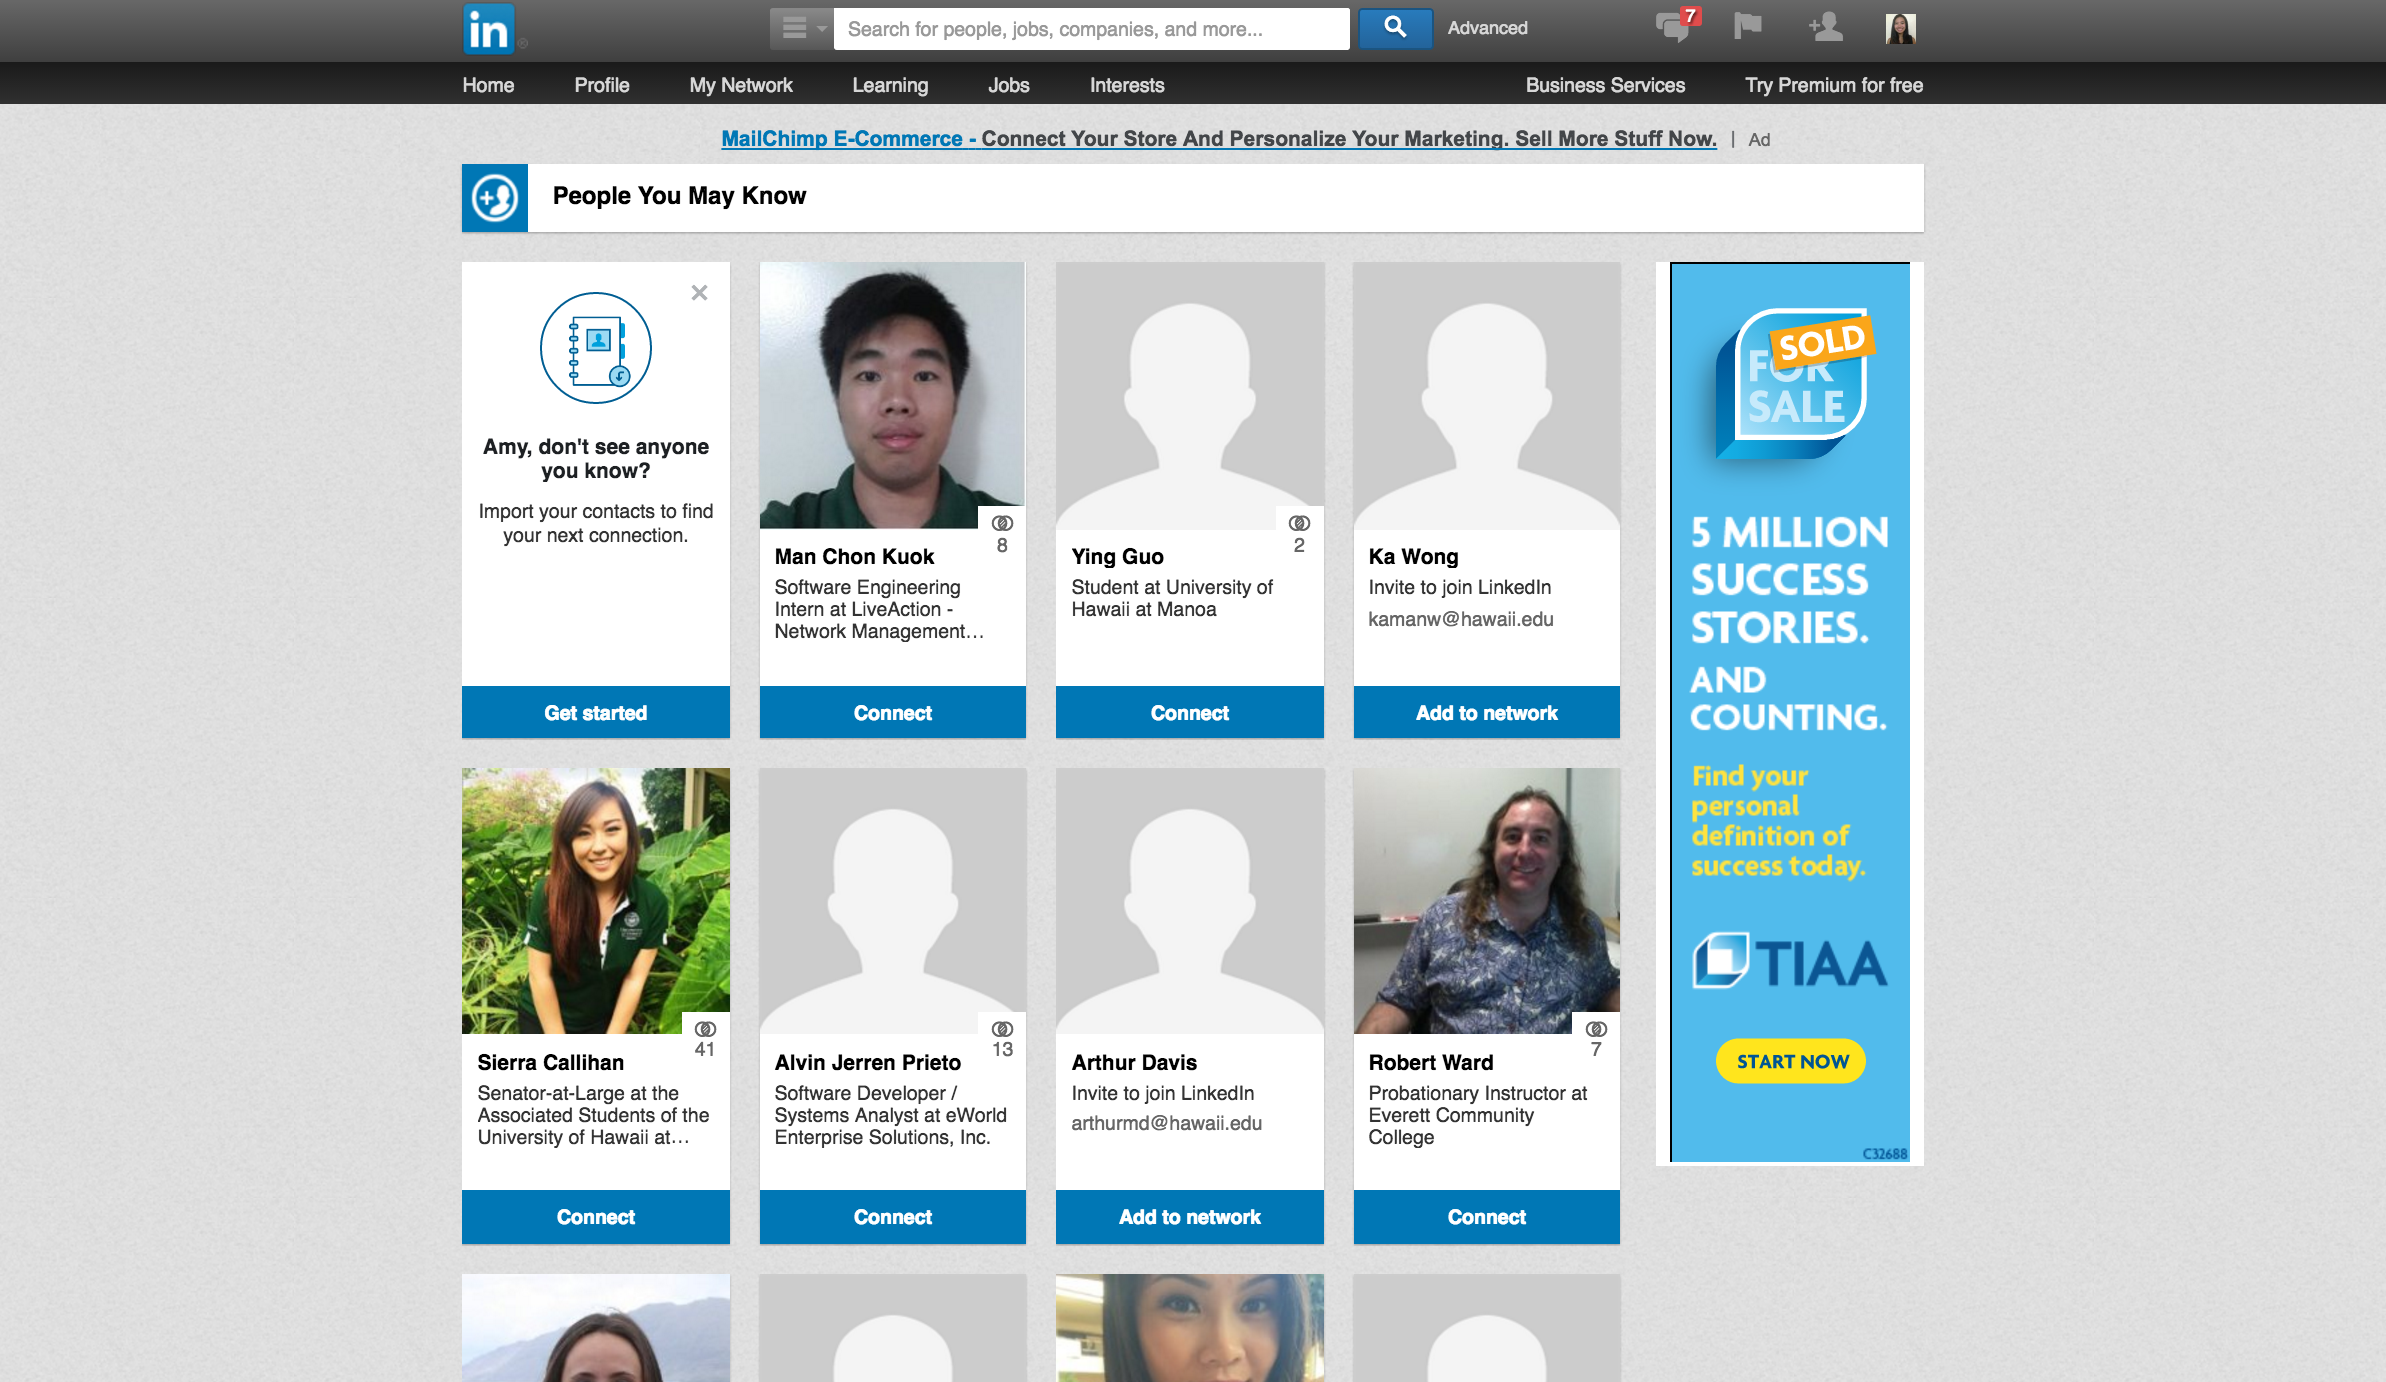 in
Search for people, jobs, companies, and more...
Advanced
7
Home
Profile
My Network
Learning
Jobs
Interests
Business Services
Try Premium for free
MailChimp E-Commerce - Connect Your Store And Personalize Your Marketing. Sell More Stuff Now. | Ad
People You May Know
Amy, don't see anyone
you know?
Import your contacts to find
your next connection.
Get started
8
Man Chon Kuok
Software Engineering
Intern at LiveAction -
Network Management…
Connect
2
Ying Guo
Student at University of
Hawaii at Manoa
Connect
Ka Wong
Invite to join LinkedIn
kamanw@hawaii.edu
Add to network
41
Sierra Callihan
Senator-at-Large at the
Associated Students of the
University of Hawaii at…
Connect
13
Alvin Jerren Prieto
Software Developer /
Systems Analyst at eWorld
Enterprise Solutions, Inc.
Connect
Arthur Davis
Invite to join LinkedIn
arthurmd@hawaii.edu
Add to network
7
Robert Ward
Probationary Instructor at
Everett Community
College
Connect
SOLD
FOR
SALE
5 MILLION
SUCCESS
STORIES.
AND
COUNTING.
Find your
personal
definition of
success today.
TIAA
START NOW
C32688